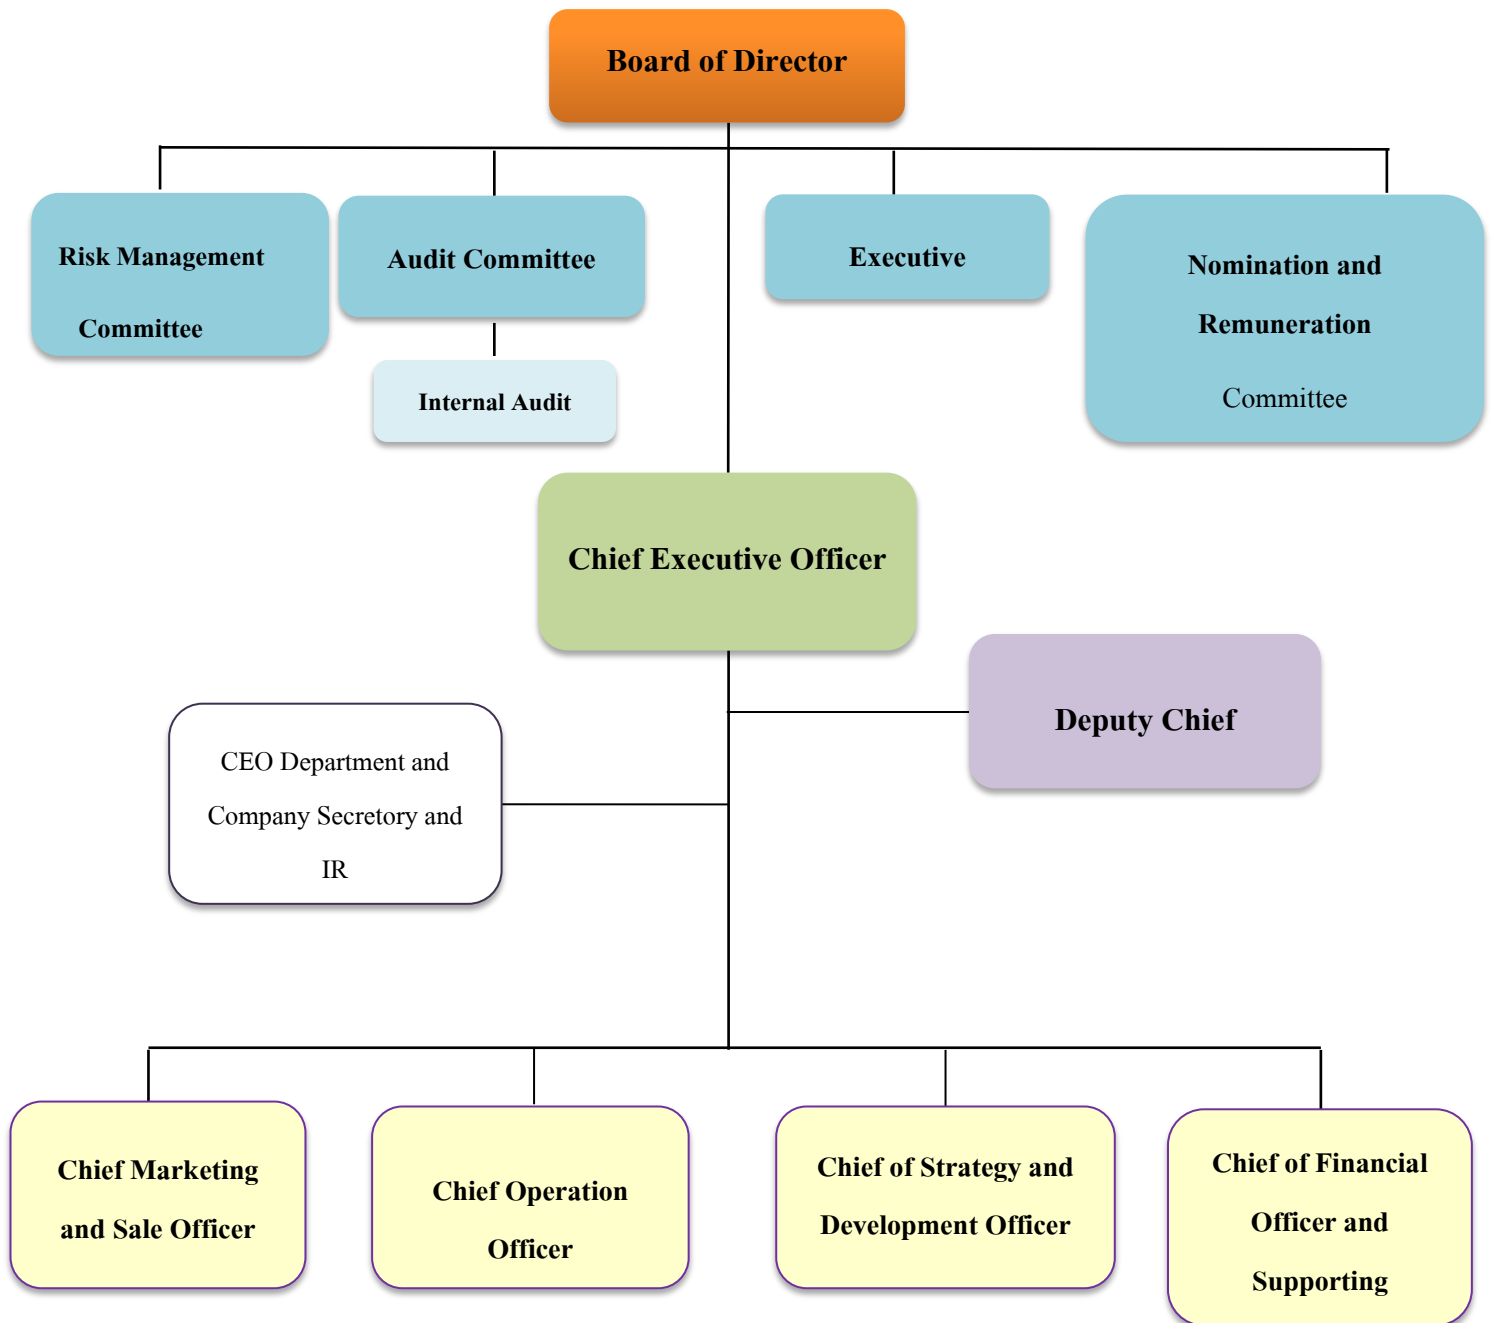 Board of Director
Risk Management
Committee
Audit Committee
Executive
Nomination and
Remuneration
Committee
Internal Audit
Chief Executive Officer
Deputy Chief
CEO Department and
Company Secretory and
IR
Chief Marketing
and Sale Officer
Chief Operation
Officer
Chief of Strategy and
Development Officer
Chief of Financial
Officer and
Supporting